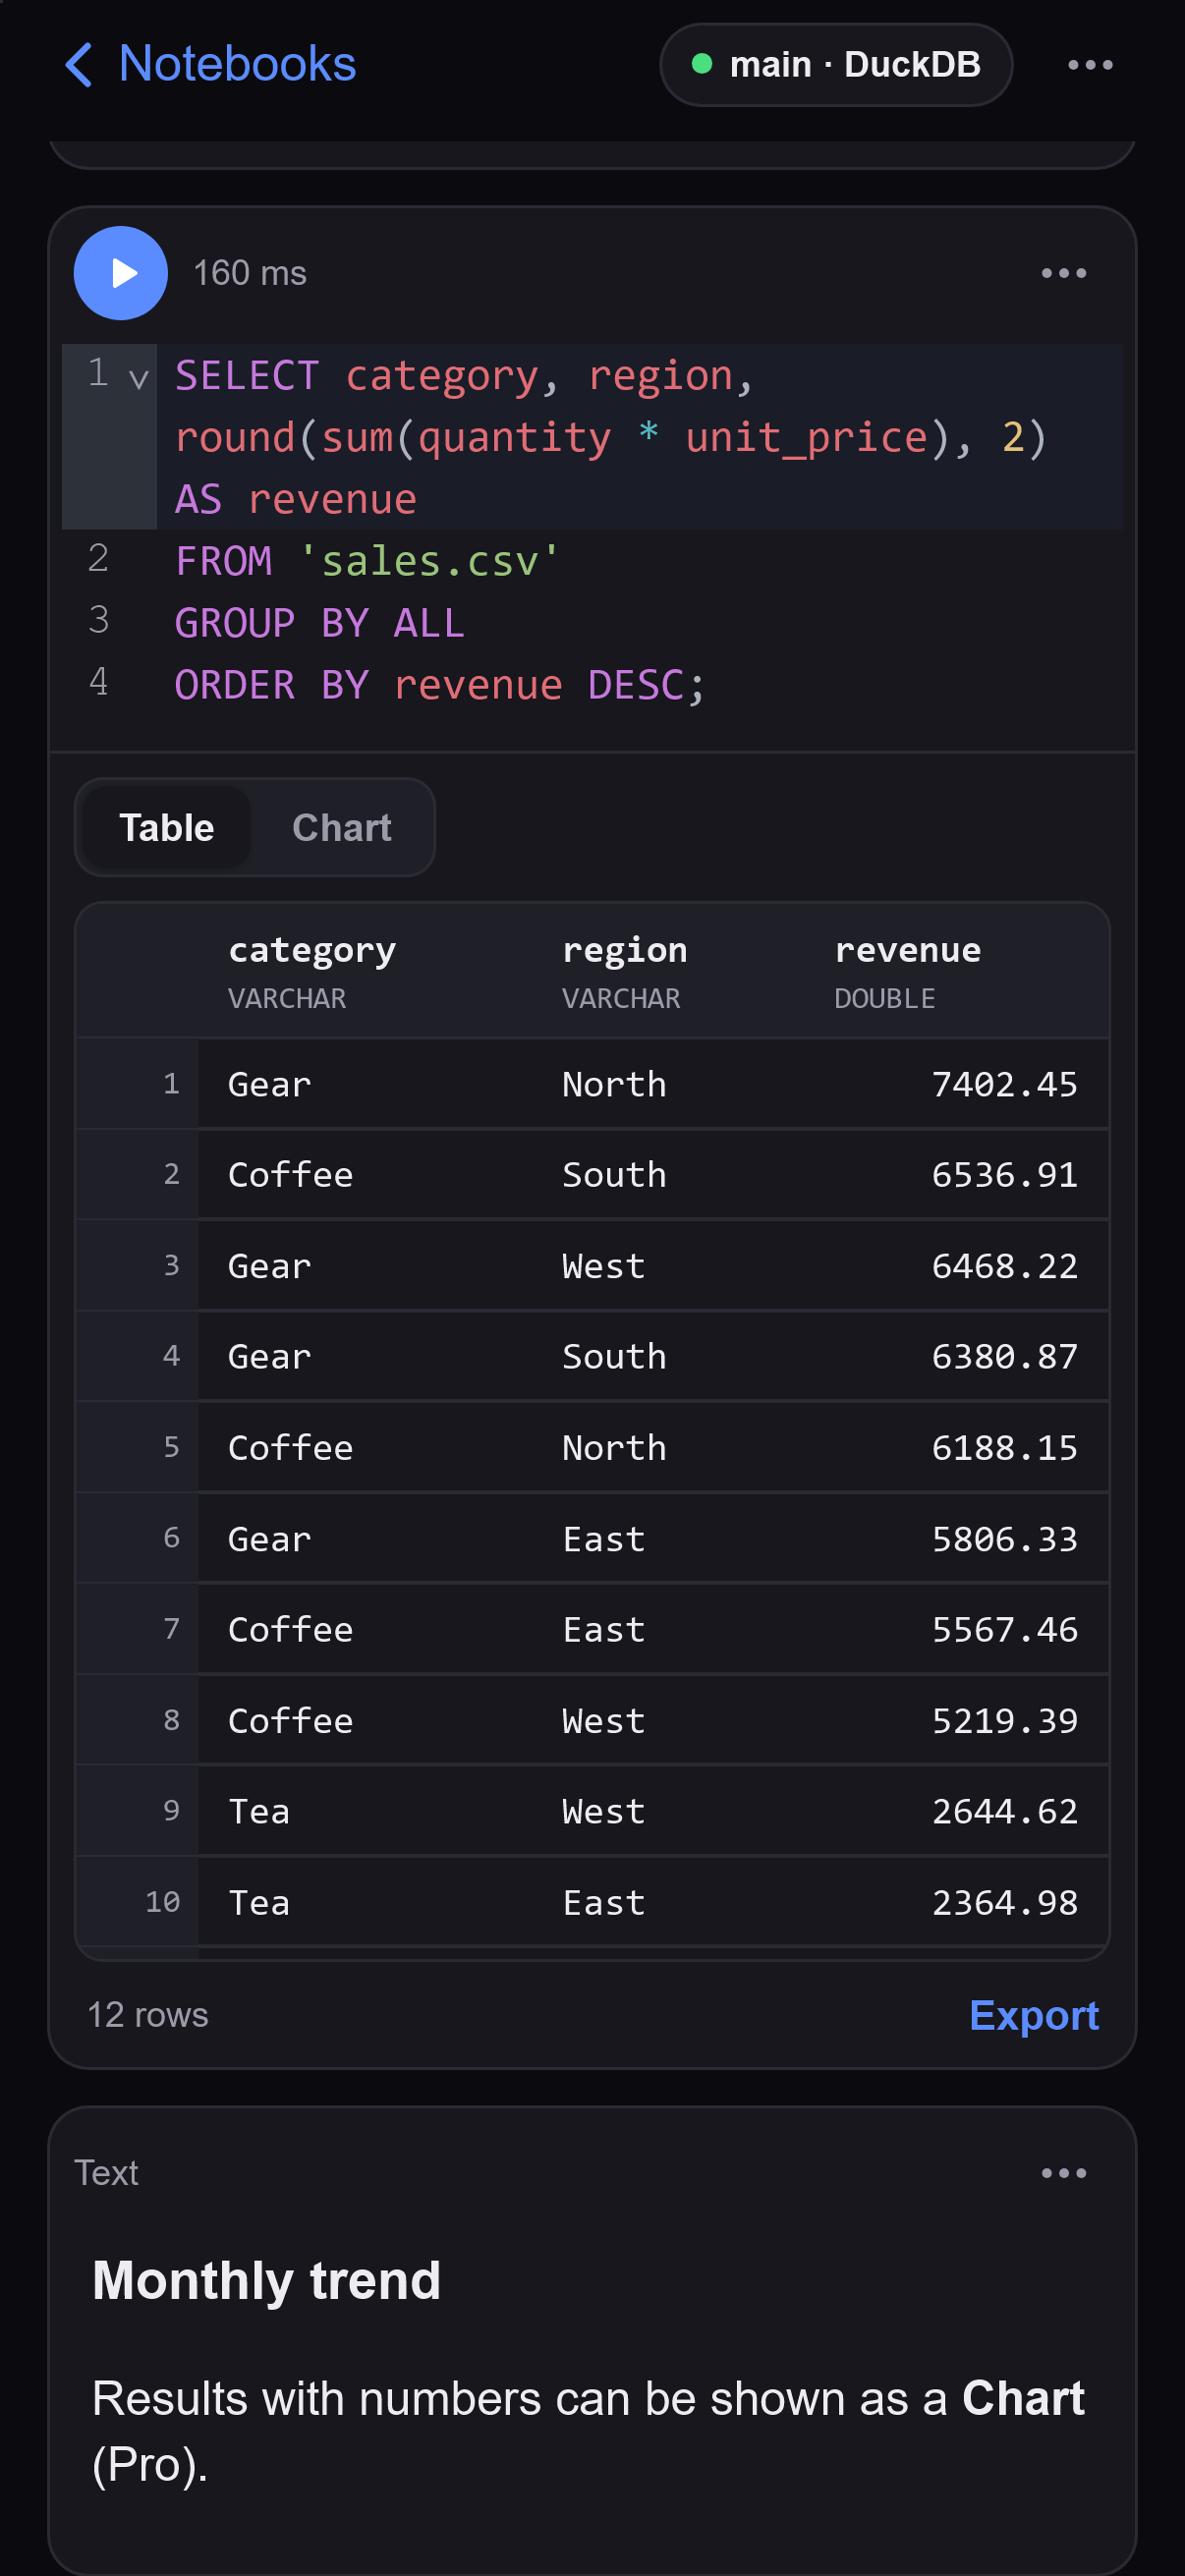 Notebooks
main · DuckDB
160 ms
1 SELECT category, region,
round(sum(quantity * unit_price), 2)
AS revenue
2 FROM 'sales.csv'
3 GROUP BY ALL
4 ORDER BY revenue DESC;
Table Chart
category region revenue
VARCHAR VARCHAR DOUBLE
1 Gear North 7402.45
2 Coffee South 6536.91
3 Gear West 6468.22
4 Gear South 6380.87
5 Coffee North 6188.15
6 Gear East 5806.33
7 Coffee East 5567.46
8 Coffee West 5219.39
9 Tea West 2644.62
10 Tea East 2364.98
12 rows Export
Text
Monthly trend
Results with numbers can be shown as a Chart
(Pro).